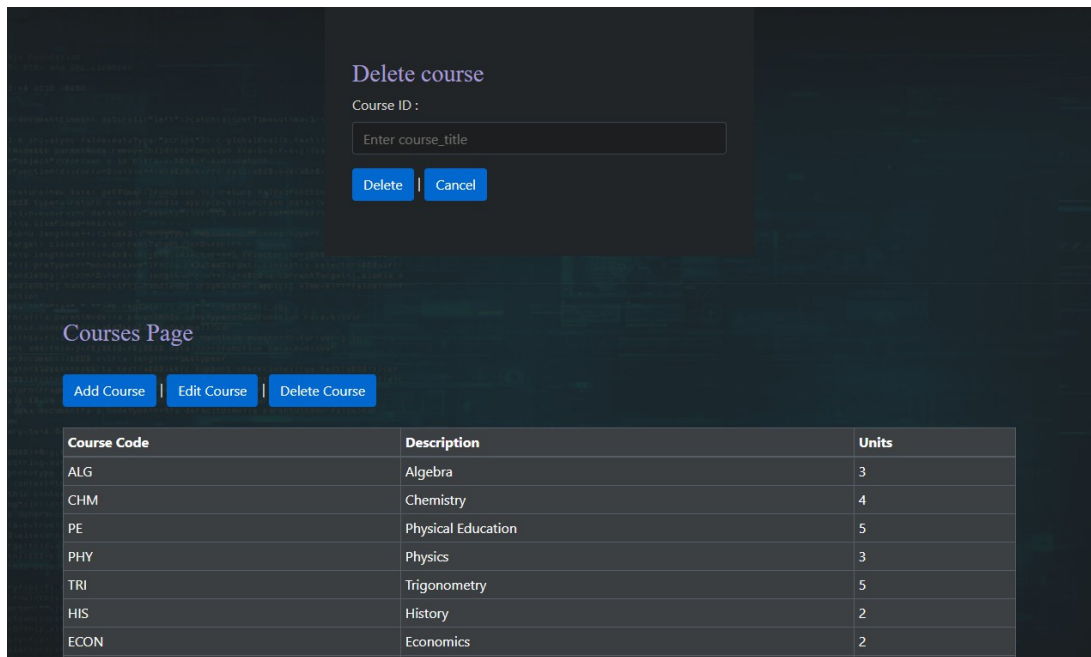 Delete course
Course ID :
Enter course_title
Delete | Cancel
Courses Page
Add Course | Edit Course | Delete Course
Course Code Description Units
ALG Algebra 3
CHM Chemistry 4
PE Physical Education 5
PHY Physics 3
TRI Trigonometry 5
HIS History 2
ECON Economics 2